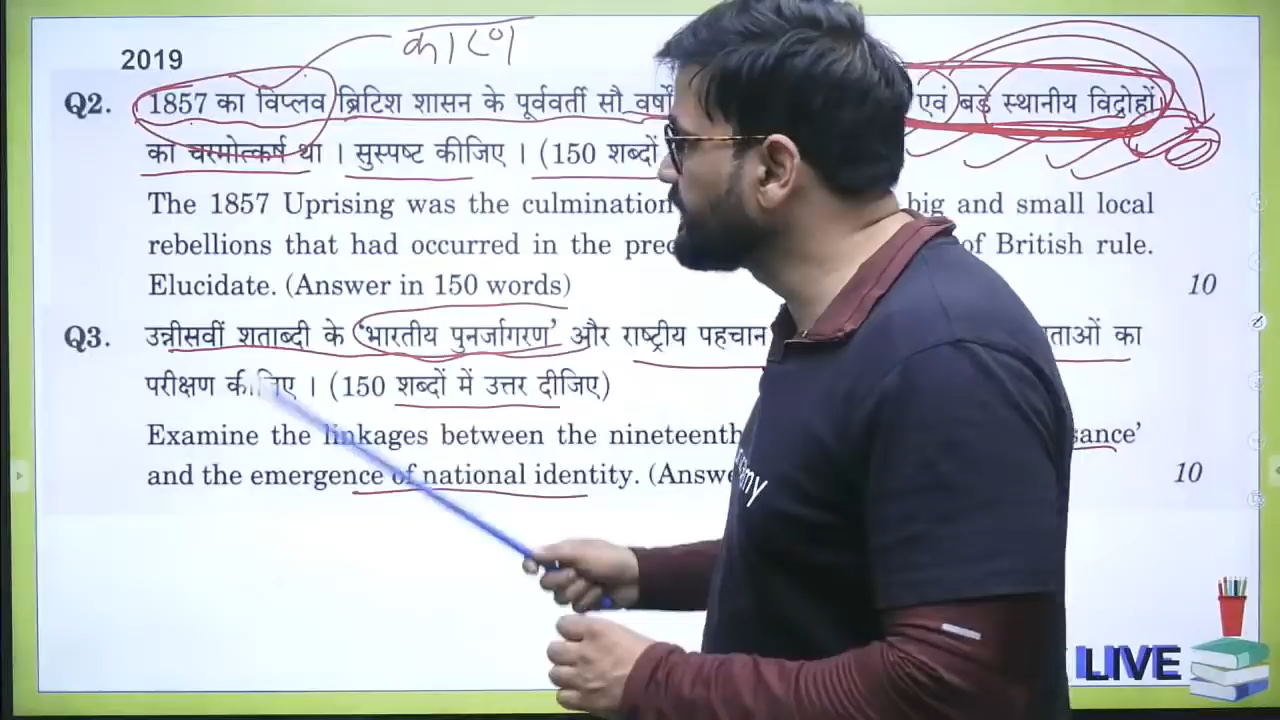 2019
कारण
Q2. 1857 का विप्लव ब्रिटिश शासन के पूर्ववर्ती सौ वर्षों एवं बड़े स्थानीय विद्रोहों
का चरमोत्कर्ष था । सुस्पष्ट कीजिए । (150 शब्दों
The 1857 Uprising was the culmination big and small local
rebellions that had occurred in the of British rule.
Elucidate. (Answer in 150 words) 10
Q3. उन्नीसवीं शताब्दी के 'भारतीय पुनर्जागरण' और राष्ट्रीय पहचान का
परीक्षण कीजिए । (150 शब्दों में उत्तर दीजिए)
Examine the linkages between the nineteenth
and the emergence of national identity. 10
LIVE